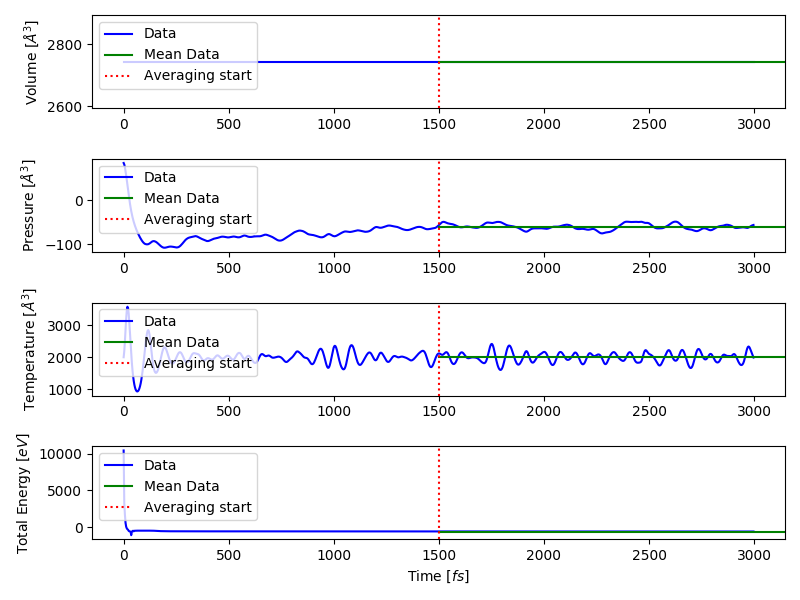 Volume [Å³]
2800
2600
Data
Mean Data
Averaging start
0 500 1000 1500 2000 2500 3000
Pressure [Å³]
0
−100
Data
Mean Data
Averaging start
0 500 1000 1500 2000 2500 3000
Temperature [Å³]
3000
2000
1000
Data
Mean Data
Averaging start
0 500 1000 1500 2000 2500 3000
Total Energy [eV]
10000
5000
0
Data
Mean Data
Averaging start
0 500 1000 1500 2000 2500 3000
Time [fs]